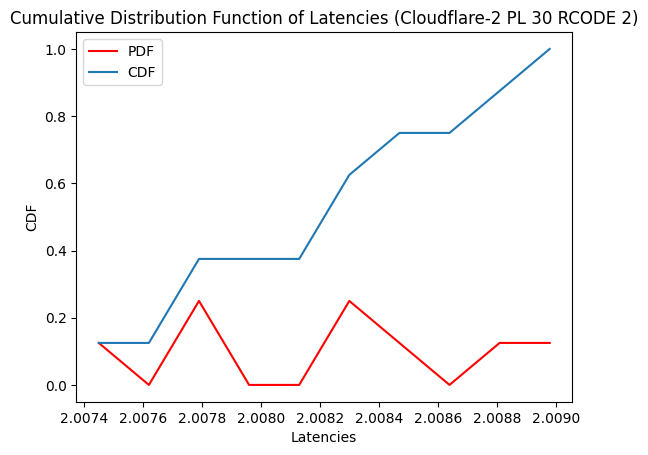 Cumulative Distribution Function of Latencies (Cloudflare-2 PL 30 RCODE 2)
PDF
CDF
1.0
0.8
0.6
0.4
0.2
0.0
CDF
2.0074 2.0076 2.0078 2.0080 2.0082 2.0084 2.0086 2.0088 2.0090
Latencies